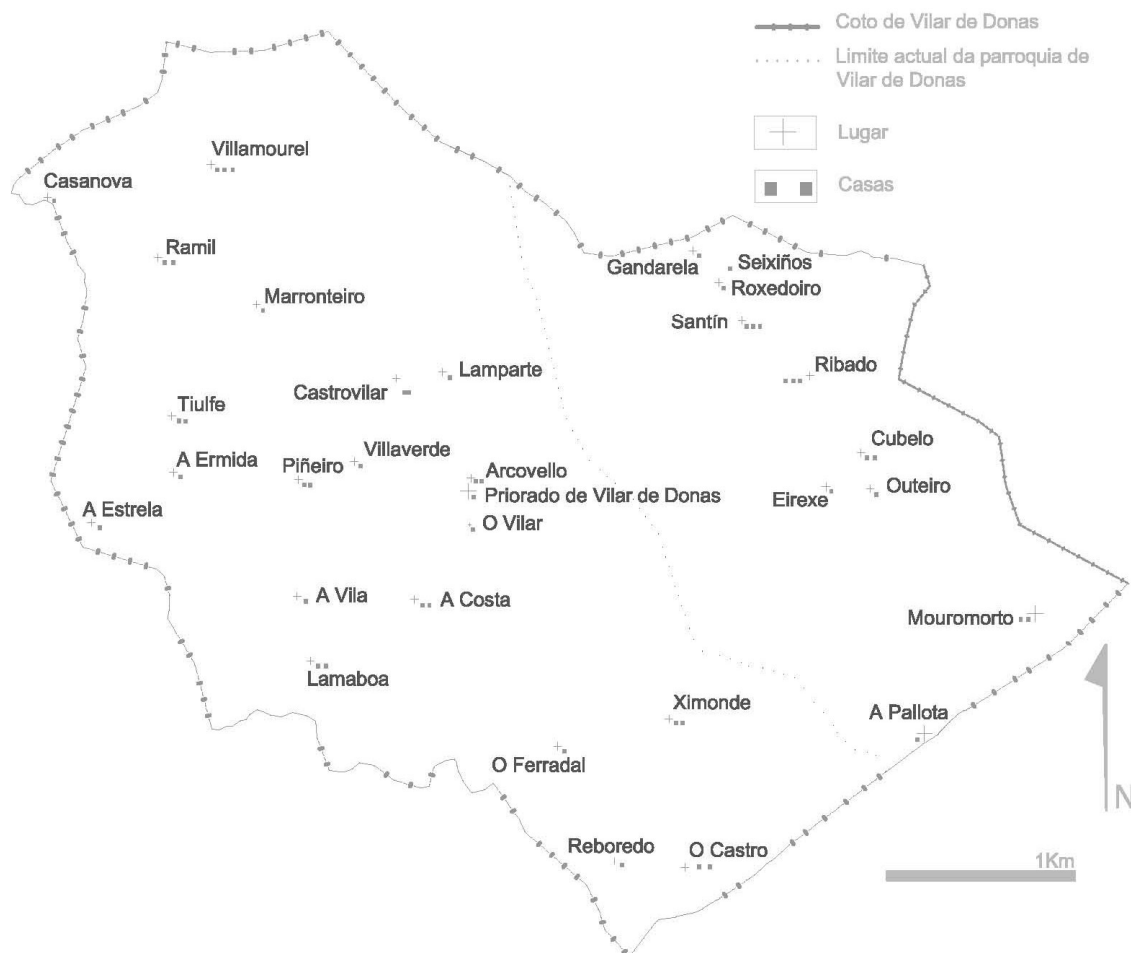 Coto de Vilar de Donas
Limite actual da parroquia de
Vilar de Donas
Lugar
Casas
Villamourel
Casanova
Ramil
Gandarela
Seixiños
Roxedoiro
Marronteiro
Santín
Ribado
Lamparte
Castrovilar
Tiulfe
Cubelo
Villaverde
A Ermida
Piñeiro
Arcovello
Priorado de Vilar de Donas
Eirexe
Outeiro
A Estrela
O Vilar
A Vila
A Costa
Mouromorto
Lamaboa
Ximonde
A Pallota
O Ferradal
N
Reboredo
O Castro
1Km